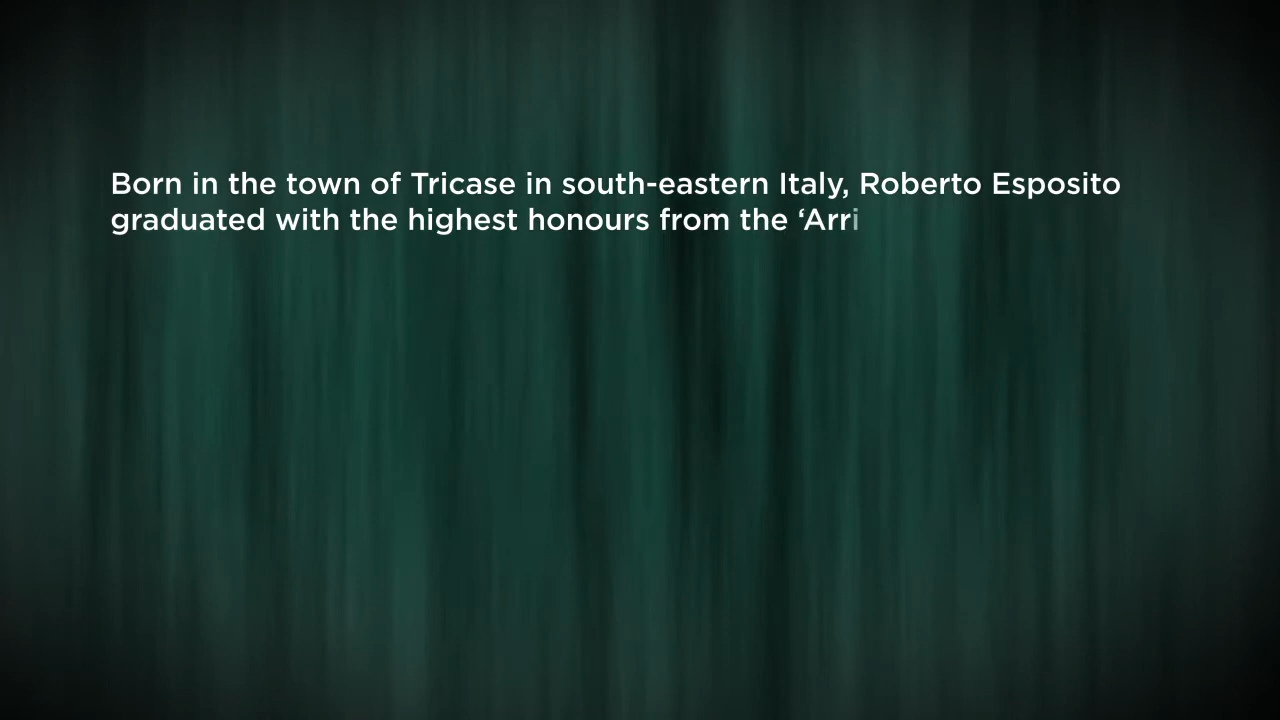 Born in the town of Tricase in south-eastern Italy, Roberto Esposito
graduated with the highest honours from the ‘Arri